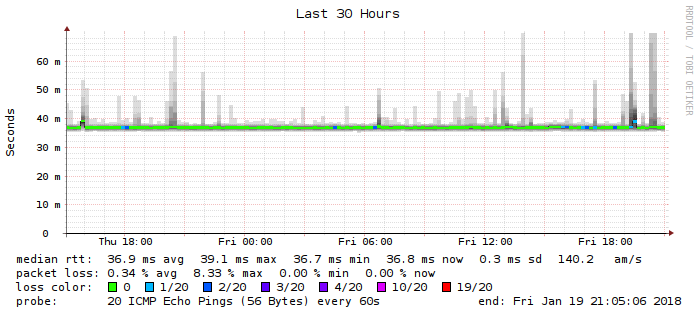 Last 30 Hours
RRDTOOL / TOBI OETIKER
Seconds
60 m
50 m
40 m
30 m
20 m
10 m
0
Thu 18:00 Fri 00:00 Fri 06:00 Fri 12:00 Fri 18:00
median rtt: 36.9 ms avg 39.1 ms max 36.7 ms min 36.8 ms now 0.3 ms sd 140.2 am/s
packet loss: 0.34 % avg 8.33 % max 0.00 % min 0.00 % now
loss color: 0 1/20 2/20 3/20 4/20 10/20 19/20
probe: 20 ICMP Echo Pings (56 Bytes) every 60s end: Fri Jan 19 21:05:06 2018